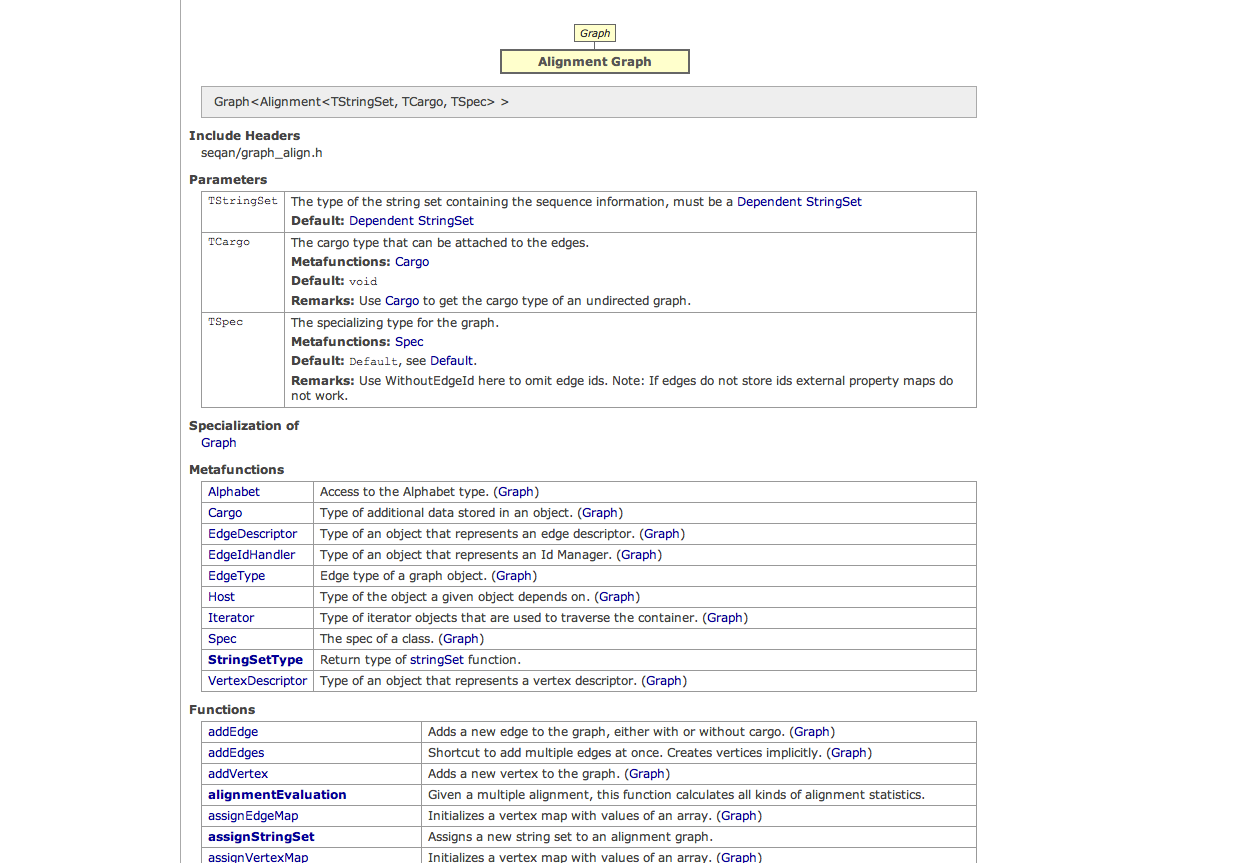 Graph
Alignment Graph
Graph<Alignment<TStringSet, TCargo, TSpec> >
Include Headers
seqan/graph_align.h
Parameters
TStringSet The type of the string set containing the sequence information, must be a Dependent StringSet
Default: Dependent StringSet
TCargo The cargo type that can be attached to the edges.
Metafunctions: Cargo
Default: void
Remarks: Use Cargo to get the cargo type of an undirected graph.
TSpec The specializing type for the graph.
Metafunctions: Spec
Default: Default, see Default.
Remarks: Use WithoutEdgeId here to omit edge ids. Note: If edges do not store ids external property maps do
not work.
Specialization of
Graph
Metafunctions
Alphabet Access to the Alphabet type. (Graph)
Cargo Type of additional data stored in an object. (Graph)
EdgeDescriptor Type of an object that represents an edge descriptor. (Graph)
EdgeIdHandler Type of an object that represents an Id Manager. (Graph)
EdgeType Edge type of a graph object. (Graph)
Host Type of the object a given object depends on. (Graph)
Iterator Type of iterator objects that are used to traverse the container. (Graph)
Spec The spec of a class. (Graph)
StringSetType Return type of stringSet function.
VertexDescriptor Type of an object that represents a vertex descriptor. (Graph)
Functions
addEdge Adds a new edge to the graph, either with or without cargo. (Graph)
addEdges Shortcut to add multiple edges at once. Creates vertices implicitly. (Graph)
addVertex Adds a new vertex to the graph. (Graph)
alignmentEvaluation Given a multiple alignment, this function calculates all kinds of alignment statistics.
assignEdgeMap Initializes a vertex map with values of an array. (Graph)
assignStringSet Assigns a new string set to an alignment graph.
assignVertexMap Initializes a vertex map with values of an array. (Graph)